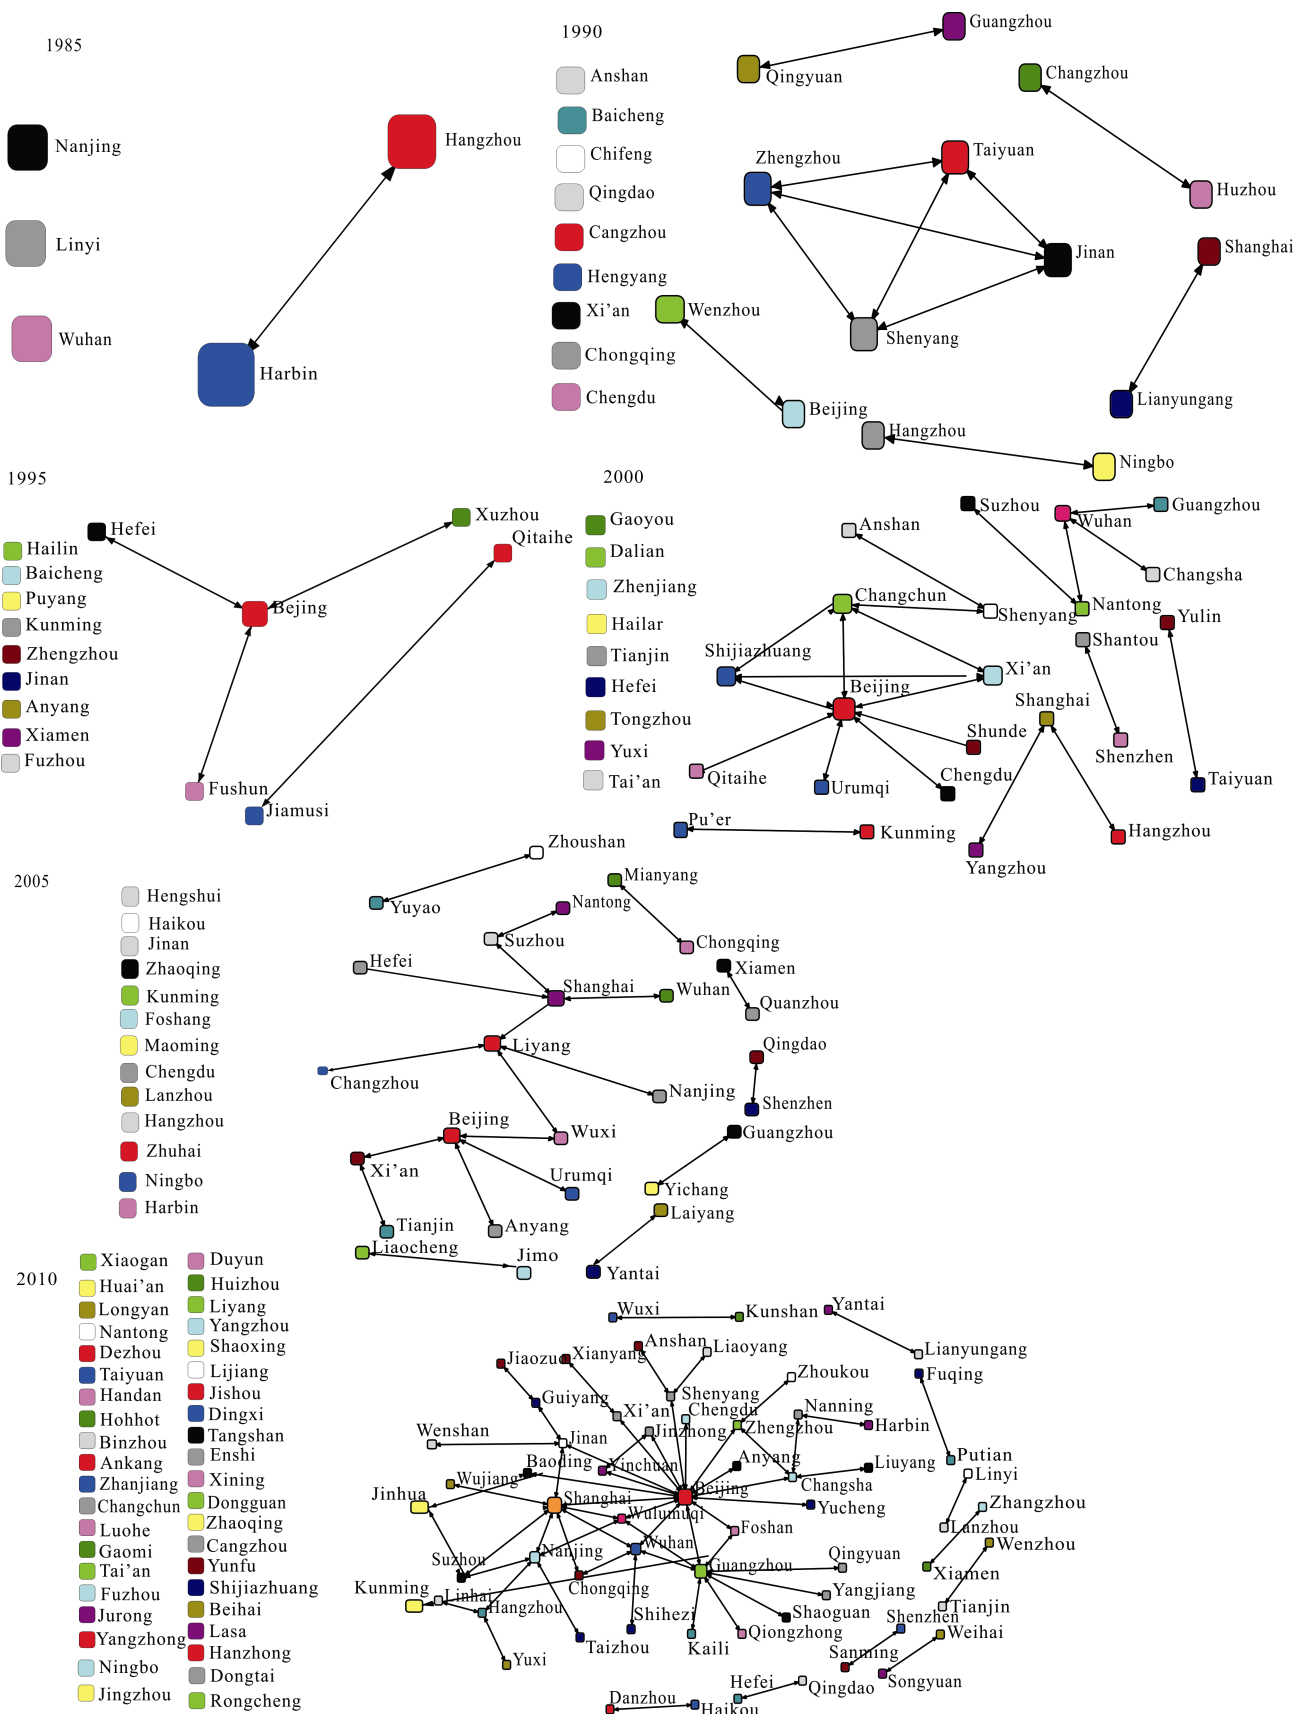 1985
Nanjing
Hangzhou
Linyi
Wuhan
Harbin
1990
Guangzhou
Qingyuan
Changzhou
Anshan
Baicheng
Chifeng
Qingdao
Cangzhou
Hengyang
Xi’an
Chongqing
Chengdu
Zhengzhou
Taiyuan
Huzhou
Jinan
Shanghai
Wenzhou
Shenyang
Beijing
Lianyungang
Hangzhou
Ningbo
1995
Hefei
Xuzhou
Qitaihe
Hailin
Baicheng
Puyang
Kunming
Zhengzhou
Jinan
Anyang
Xiamen
Fuzhou
Bejing
Fushun
Jiamusi
2000
Gaoyou
Dalian
Zhenjiang
Hailar
Tianjin
Hefei
Tongzhou
Yuxi
Tai’an
Anshan
Suzhou
Wuhan
Guangzhou
Changsha
Changchun
Shenyang
Nantong
Yulin
Shantou
Shijiazhuang
Xi’an
Beijing
Shanghai
Shunde
Shenzhen
Qitaihe
Urumqi
Chengdu
Taiyuan
Pu’er
Kunming
Hangzhou
Yangzhou
2005
Hengshui
Haikou
Jinan
Zhaoqing
Kunming
Foshang
Maoming
Chengdu
Lanzhou
Hangzhou
Zhuhai
Ningbo
Harbin
Zhoushan
Yuyao
Mianyang
Nantong
Suzhou
Chongqing
Hefei
Xiamen
Shanghai
Wuhan
Quanzhou
Liyang
Qingdao
Changzhou
Nanjing
Shenzhen
Beijing
Wuxi
Guangzhou
Xi’an
Urumqi
Yichang
Laiyang
Tianjin
Anyang
Liaocheng
Jimo
Yantai
2010
Xiaogan
Huai’an
Longyan
Nantong
Dezhou
Taiyuan
Handan
Hohhot
Binzhou
Ankang
Zhanjiang
Changchun
Luohe
Gaomi
Tai’an
Fuzhou
Jurong
Yangzhong
Ningbo
Jingzhou
Duyun
Huizhou
Liyang
Yangzhou
Shaoxing
Lijiang
Jishou
Dingxi
Tangshan
Enshi
Xining
Dongguan
Zhaoqing
Cangzhou
Yunfu
Shijiazhuang
Beihai
Lasa
Hanzhong
Dongtai
Rongcheng
Wuxi
Kunshan
Yantai
Lianyungang
Jiaozuo
Xianyang
Anshan
Liaoyang
Fuqing
Zhoukou
Guiyang
Shenyang
Xi’an
Chengdu
Nanning
Harbin
Wenshan
Jinan
Jinzhong
Zhengzhou
Baoding
Yinchuan
Anyang
Liuyang
Putian
Linyi
Wujiang
Jinhua
Beijing
Changsha
Shanghai
Yucheng
Zhangzhou
Wulumuqi
Foshan
Lanzhou
Wenzhou
Nanjing
Wuhan
Suzhou
Guangzhou
Qingyuan
Xiamen
Kunming
Chongqing
Linhai
Hangzhou
Yangjiang
Shihezi
Shaoguan
Tianjin
Shenzhen
Taizhou
Kaili
Qiongzhong
Weihai
Yuxi
Sanming
Songyuan
Hefei
Qingdao
Danzhou
Haikou